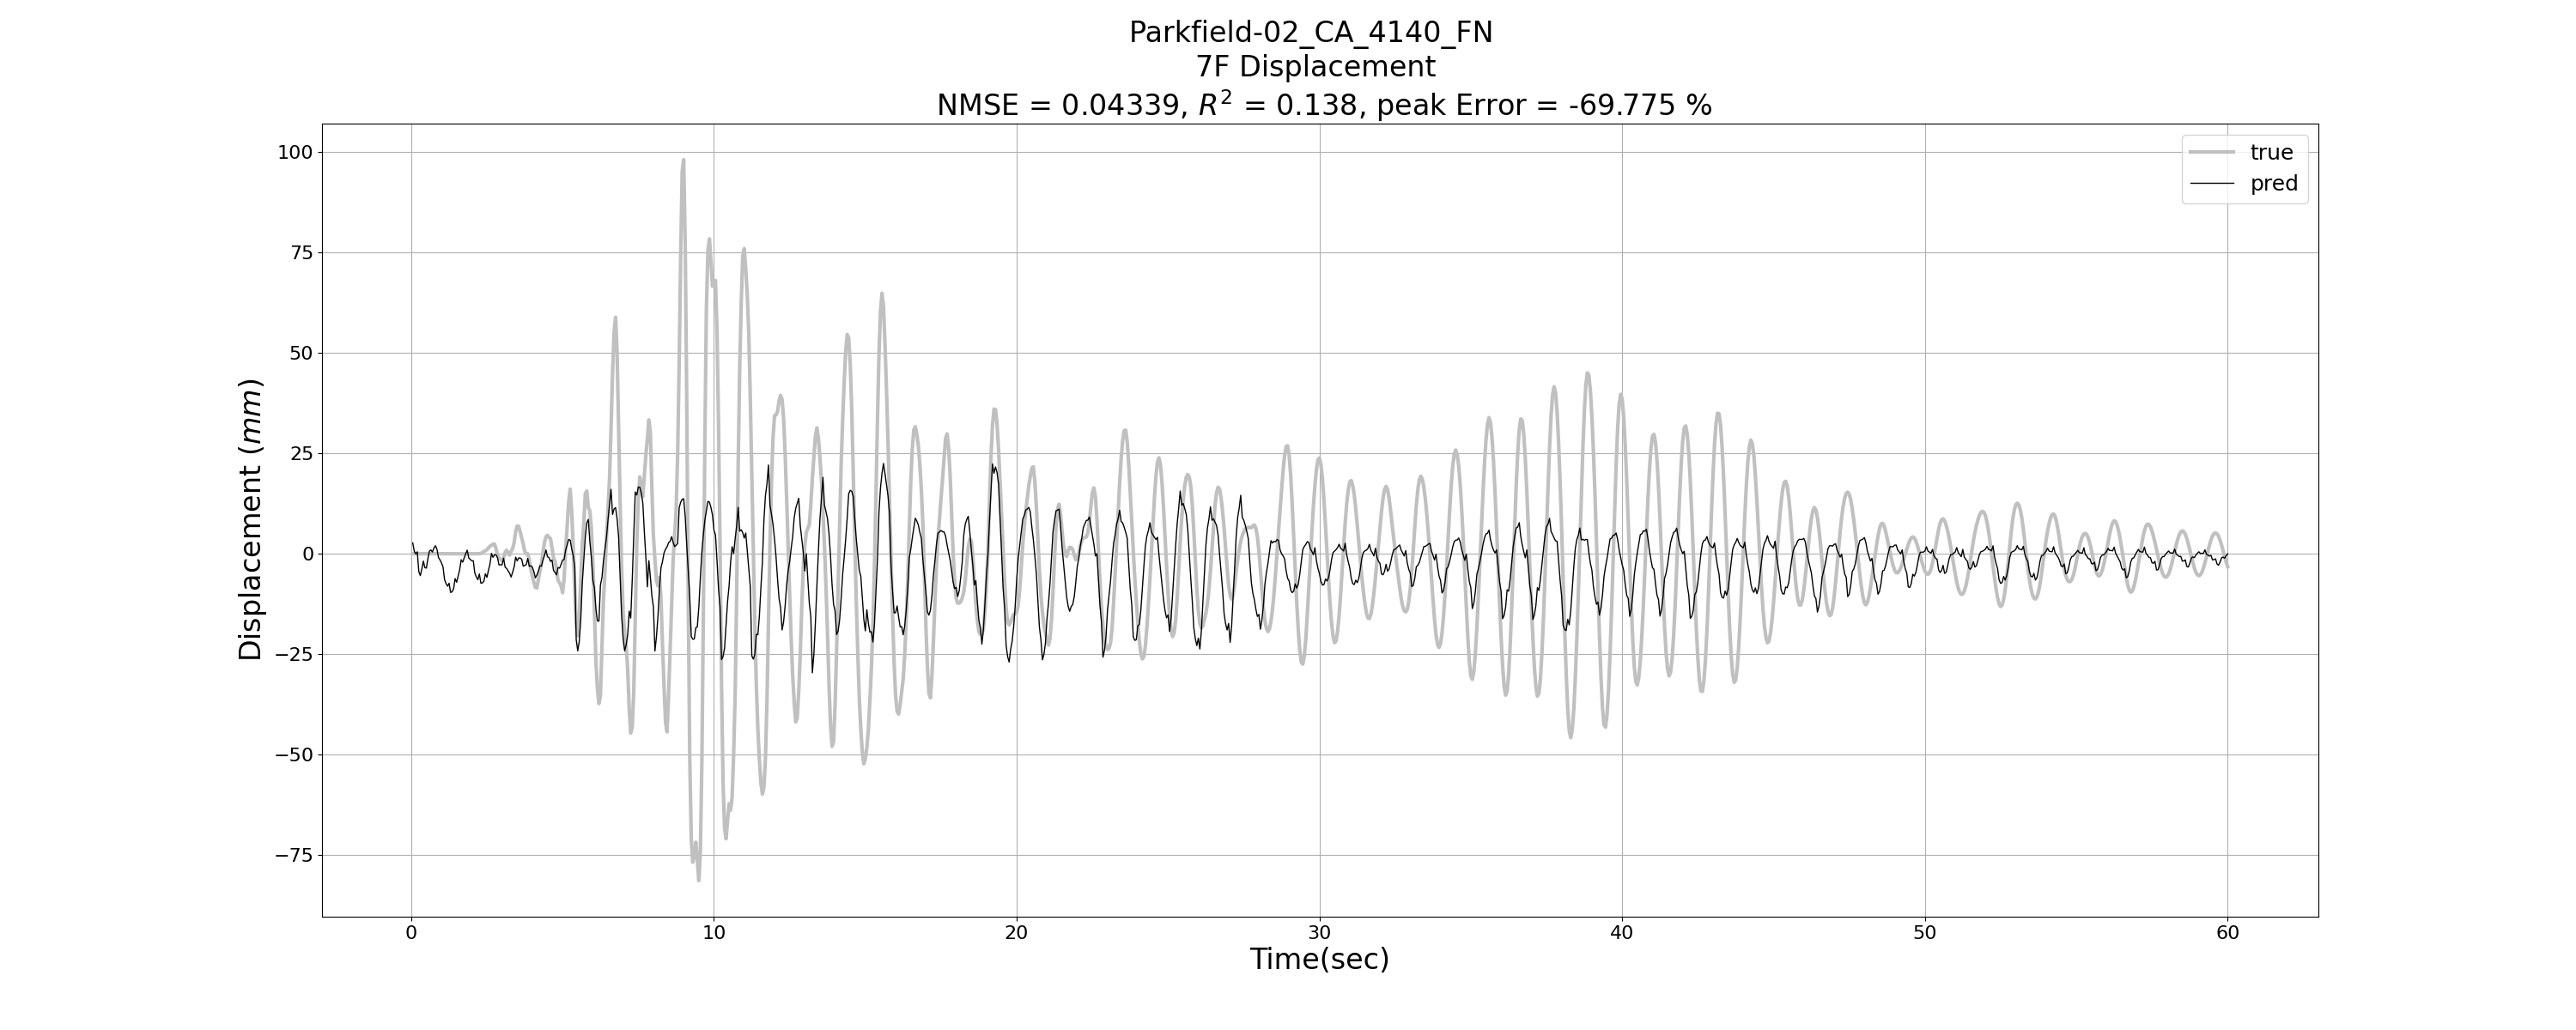 Parkfield-02_CA_4140_FN
7F Displacement
NMSE = 0.04339, R² = 0.138, peak Error = -69.775 %
true
pred
100
75
50
25
0
−25
−50
−75
Displacement (mm)
0 10 20 30 40 50 60
Time(sec)